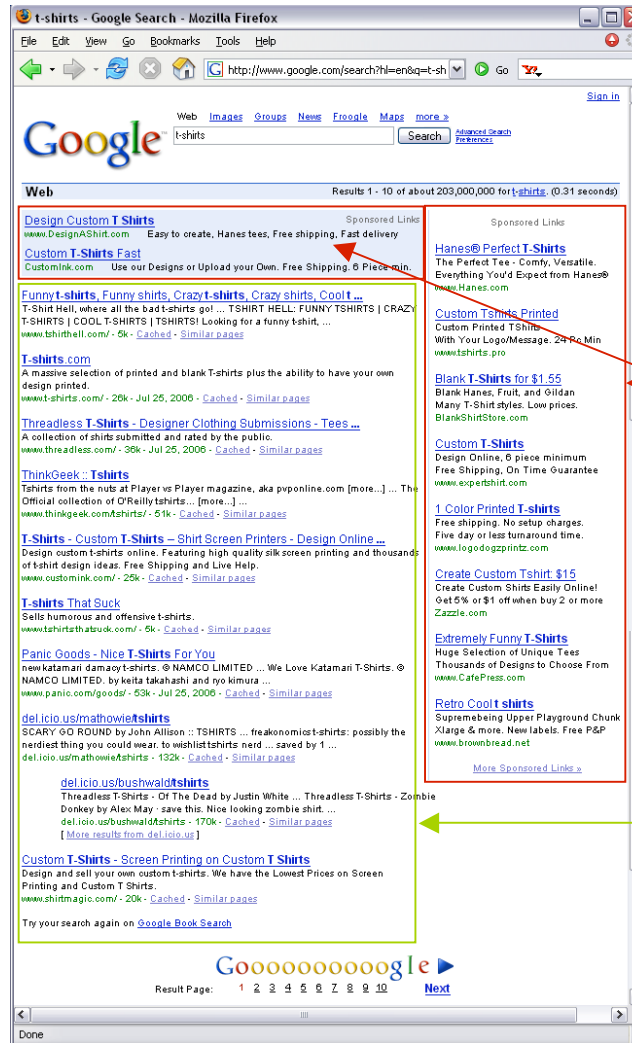 t-shirts - Google Search - Mozilla Firefox
File Edit View Go Bookmarks Tools Help
G http://www.google.com/search?hl=en&q=t-sh Go
Sign in
Google™
Web Images Groups News Froogle Maps more »
t-shirts Search Advanced Search
Preferences
Web Results 1 - 10 of about 203,000,000 for t-shirts. (0.31 seconds)
Design Custom T Shirts Sponsored Links
www.DesignAShirt.com Easy to create, Hanes tees, Free shipping, Fast delivery
Custom T-Shirts Fast
CustomInk.com Use our Designs or Upload your Own. Free Shipping. 6 Piece min.
Funny t-shirts, Funny shirts, Crazy t-shirts, Crazy shirts, Cool t ...
T-Shirt Hell, where all the bad t-shirts go! ... TSHIRT HELL: FUNNY TSHIRTS | CRAZY
T-SHIRTS | COOL T-SHIRTS | TSHIRTS! Looking for a funny t-shirt, ...
www.tshirthell.com/ - 5k - Cached - Similar pages
T-shirts.com
A massive selection of printed and blank T-shirts plus the ability to have your own
design printed.
www.t-shirts.com/ - 26k - Jul 25, 2006 - Cached - Similar pages
Threadless T-Shirts - Designer Clothing Submissions - Tees ...
A collection of shirts submitted and rated by the public.
www.threadless.com/ - 36k - Jul 25, 2006 - Cached - Similar pages
ThinkGeek :: Tshirts
Tshirts from the nuts at Player vs Player magazine, aka pvponline.com [more...] ... The
Official collection of O'Reilly tshirts... [more...] ...
www.thinkgeek.com/tshirts/ - 51k - Cached - Similar pages
T-Shirts - Custom T-Shirts – Shirt Screen Printers - Design Online ...
Design custom t-shirts online. Featuring high quality silk screen printing and thousands
of t-shirt design ideas. Free Shipping and Live Help.
www.customink.com/ - 25k - Cached - Similar pages
T-shirts That Suck
Sells humorous and offensive t-shirts.
www.tshirtsthatsuck.com/ - 5k - Cached - Similar pages
Panic Goods - Nice T-Shirts For You
new katamari damacy t-shirts. © NAMCO LIMITED ... We Love Katamari T-Shirts. ©
NAMCO LIMITED. by keita takahashi and ryo kimura ...
www.panic.com/goods/ - 53k - Jul 25, 2006 - Cached - Similar pages
del.icio.us/mathowie/tshirts
SCARY GO ROUND by John Allison :: TSHIRTS ... freakonomist t-shirts: possibly the
nerdiest thing you could wear. to wishlist tshirts nerd ... saved by 1 ...
del.icio.us/mathowie/tshirts - 132k - Cached - Similar pages
del.icio.us/bushwald/tshirts
Threadless T-Shirts - Of The Dead by Justin White ... Threadless T-Shirts - Zombie
Donkey by Alex May · save this. Nice looking zombie shirt. ...
del.icio.us/bushwald/tshirts - 170k - Cached - Similar pages
[ More results from del.icio.us ]
Custom T-Shirts - Screen Printing on Custom T Shirts
Design and sell your own custom t-shirts. We have the Lowest Prices on Screen
Printing and Custom T Shirts.
www.shirtmagic.com/ - 20k - Cached - Similar pages
Try your search again on Google Book Search
Sponsored Links
Hanes® Perfect T-Shirts
The Perfect Tee - Comfy, Versatile.
Everything You'd Expect from Hanes®
www.Hanes.com
Custom Tshirts Printed
Custom Printed TShirts
With Your Logo/Message. 24 Pc Min
www.tshirts.pro
Blank T-Shirts for $1.55
Blank Hanes, Fruit, and Gildan
Many T-Shirt styles. Low prices.
BlankShirtStore.com
Custom T-Shirts
Design Online, 6 piece minimum
Free Shipping, On Time Guarantee
www.expertshirt.com
1 Color Printed T-shirts
Free shipping. No setup charges.
Five day or less turnaround time.
www.logodogzprintz.com
Create Custom Tshirt: $15
Create Custom Shirts Easily Online!
Get 5% or $1 off when buy 2 or more
Zazzle.com
Extremely Funny T-Shirts
Huge Selection of Unique Tees
Thousands of Designs to Choose From
www.CafePress.com
Retro Cool t shirts
Supremebeing Upper Playground Chunk
Xlarge & more. New labels. Free P&P
www.brownbread.net
More Sponsored Links »
Goooooooooogle
Result Page: 1 2 3 4 5 6 7 8 9 10 Next
Done